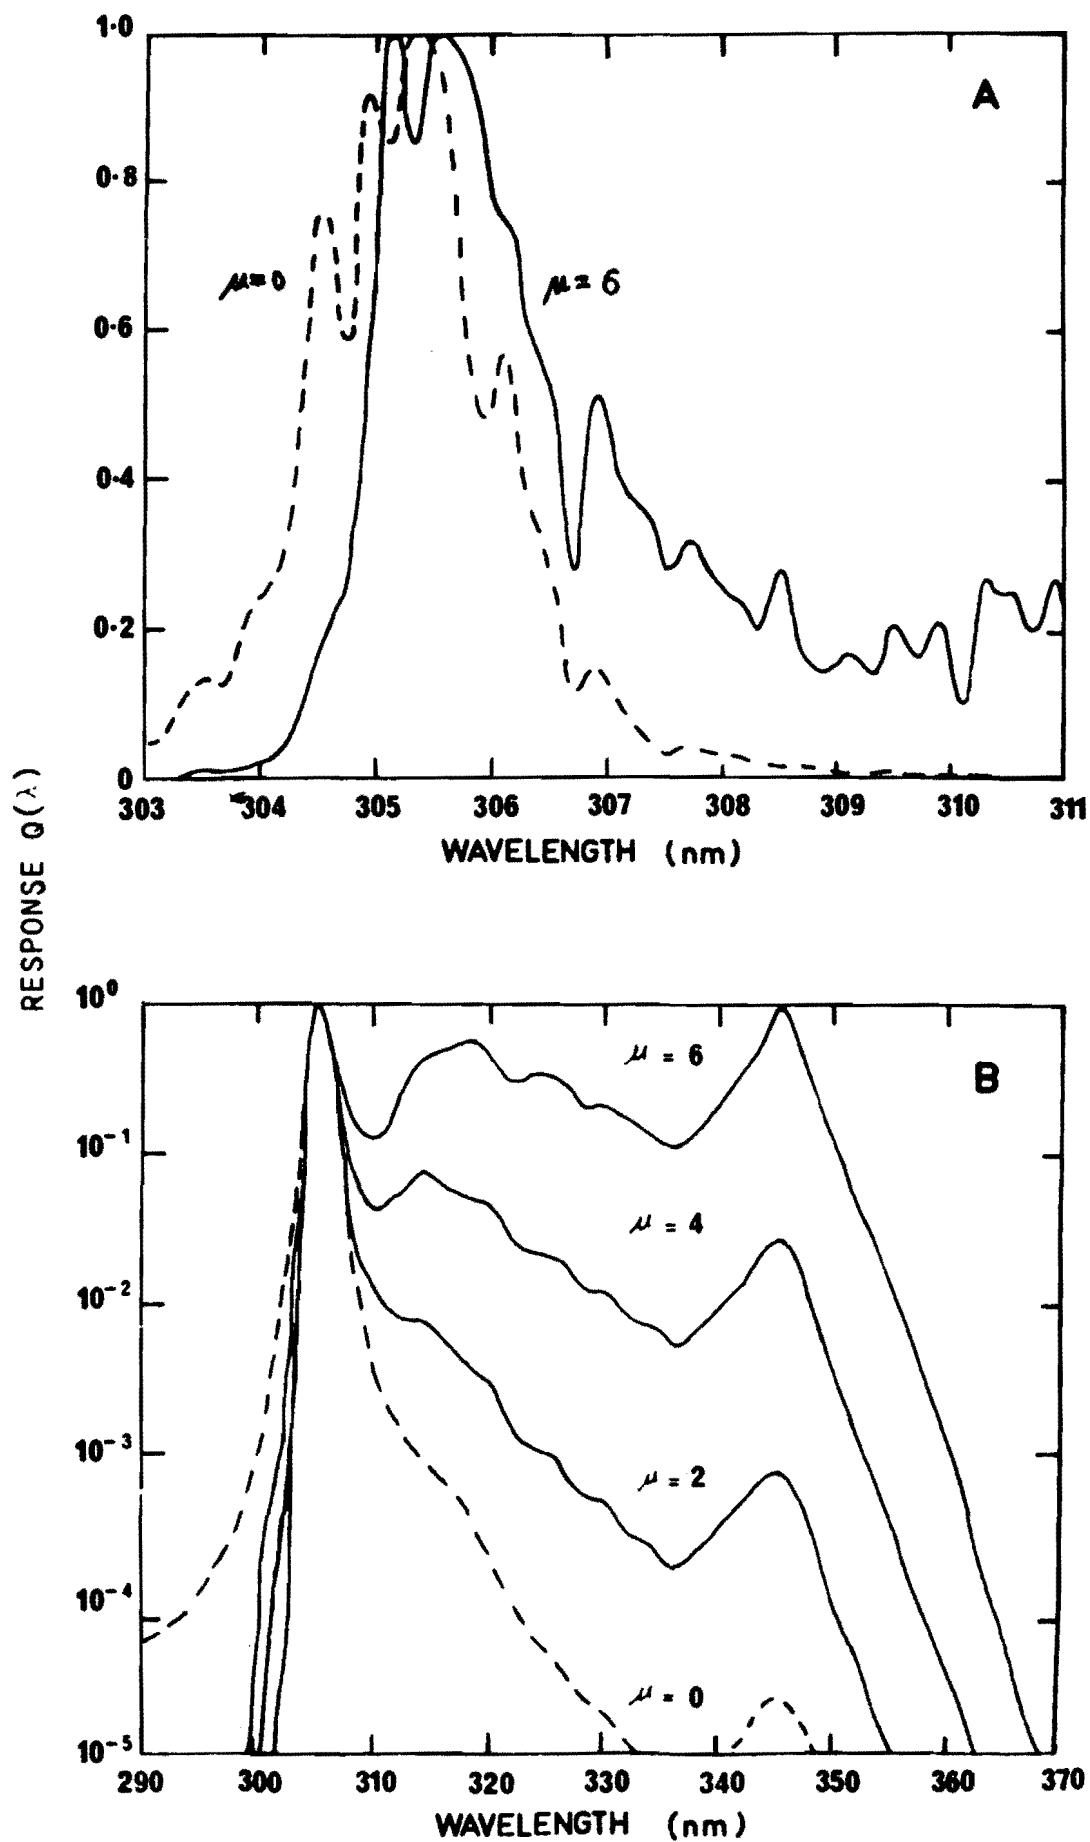 1·0
A
0·8
μ=0
μ=6
0·6
0·4
0·2
0
303 304 305 306 307 308 309 310 311
WAVELENGTH (nm)
RESPONSE Q(λ)
10⁰
μ = 6
B
10⁻¹
μ = 4
10⁻²
10⁻³
μ = 2
10⁻⁴
μ = 0
10⁻⁵
290 300 310 320 330 340 350 360 370
WAVELENGTH (nm)